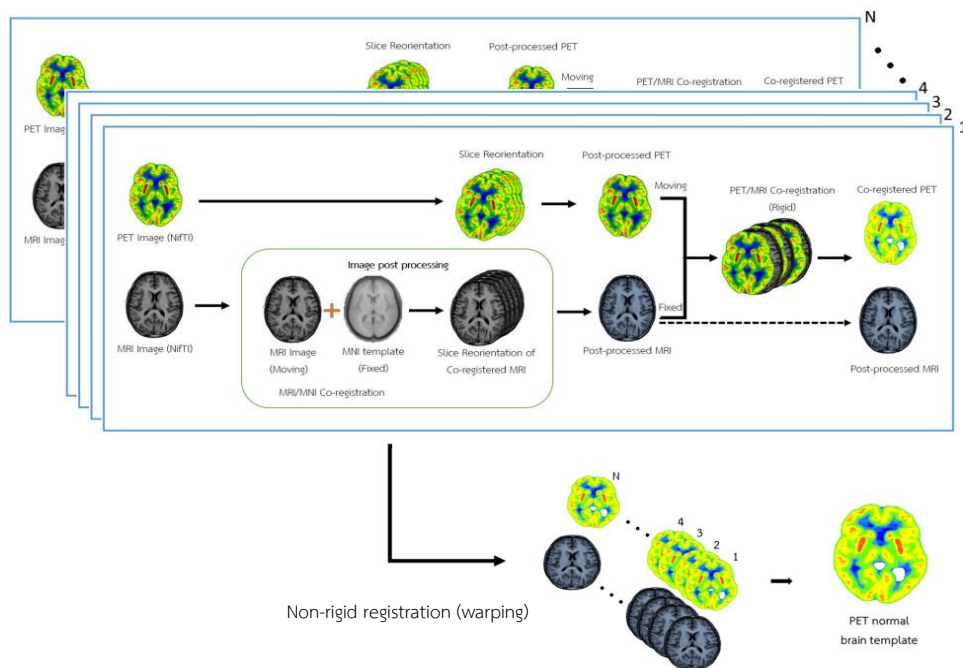 N
Slice Reorientation
Post-processed PET
Moving
PET/MRI Co-registration
Co-registered PET
PET Imag
MRI Imag
4
3
2
1
Slice Reorientation
Post-processed PET
Moving
PET/MRI Co-registration
(Rigid)
Co-registered PET
PET Image (NifTI)
Image post processing
+
MRI Image (NifTI)
MRI Image
(Moving)
MNI template
(Fixed)
Slice Reorientation of
Co-registered MRI
MRI/MNI Co-registration
Fixed
Post-processed MRI
Post-processed MRI
N
4
3
2
1
Non-rigid registration (warping)
PET normal
brain template